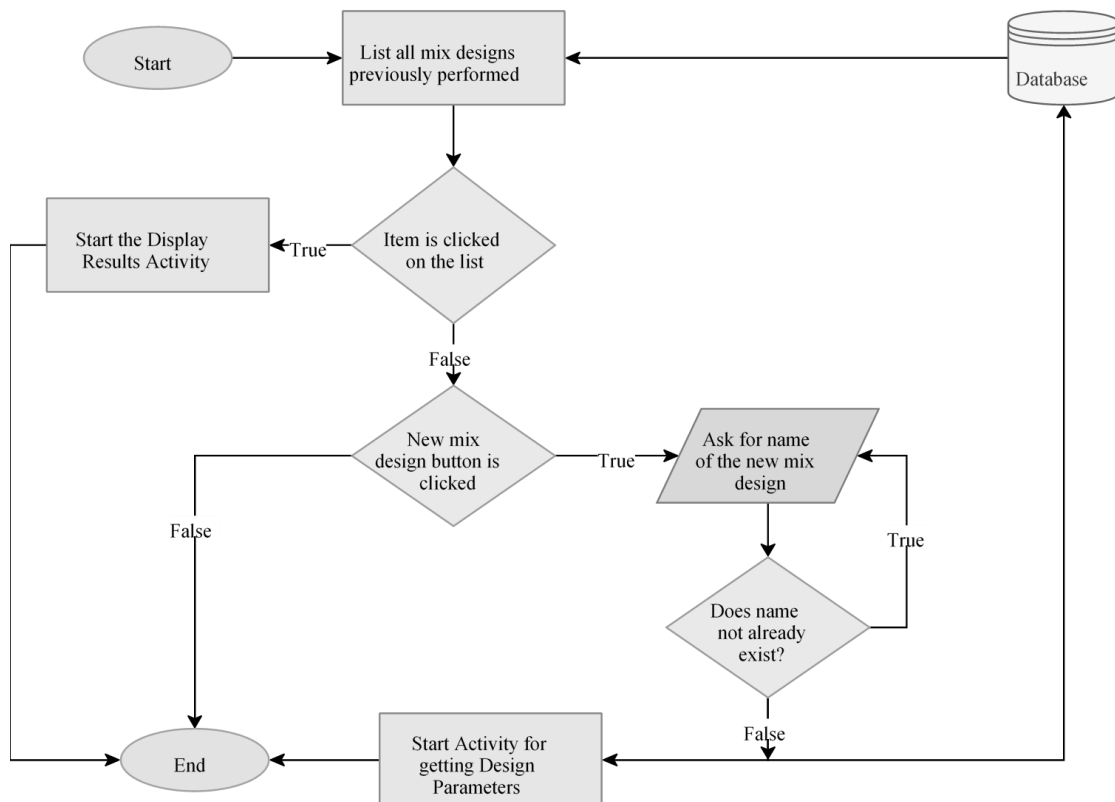 Start
List all mix designs
previously performed
Database
Start the Display
Results Activity
True
Item is clicked
on the list
False
New mix
design button is
clicked
True
Ask for name
of the new mix
design
False
True
Does name
not already
exist?
False
End
Start Activity for
getting Design
Parameters